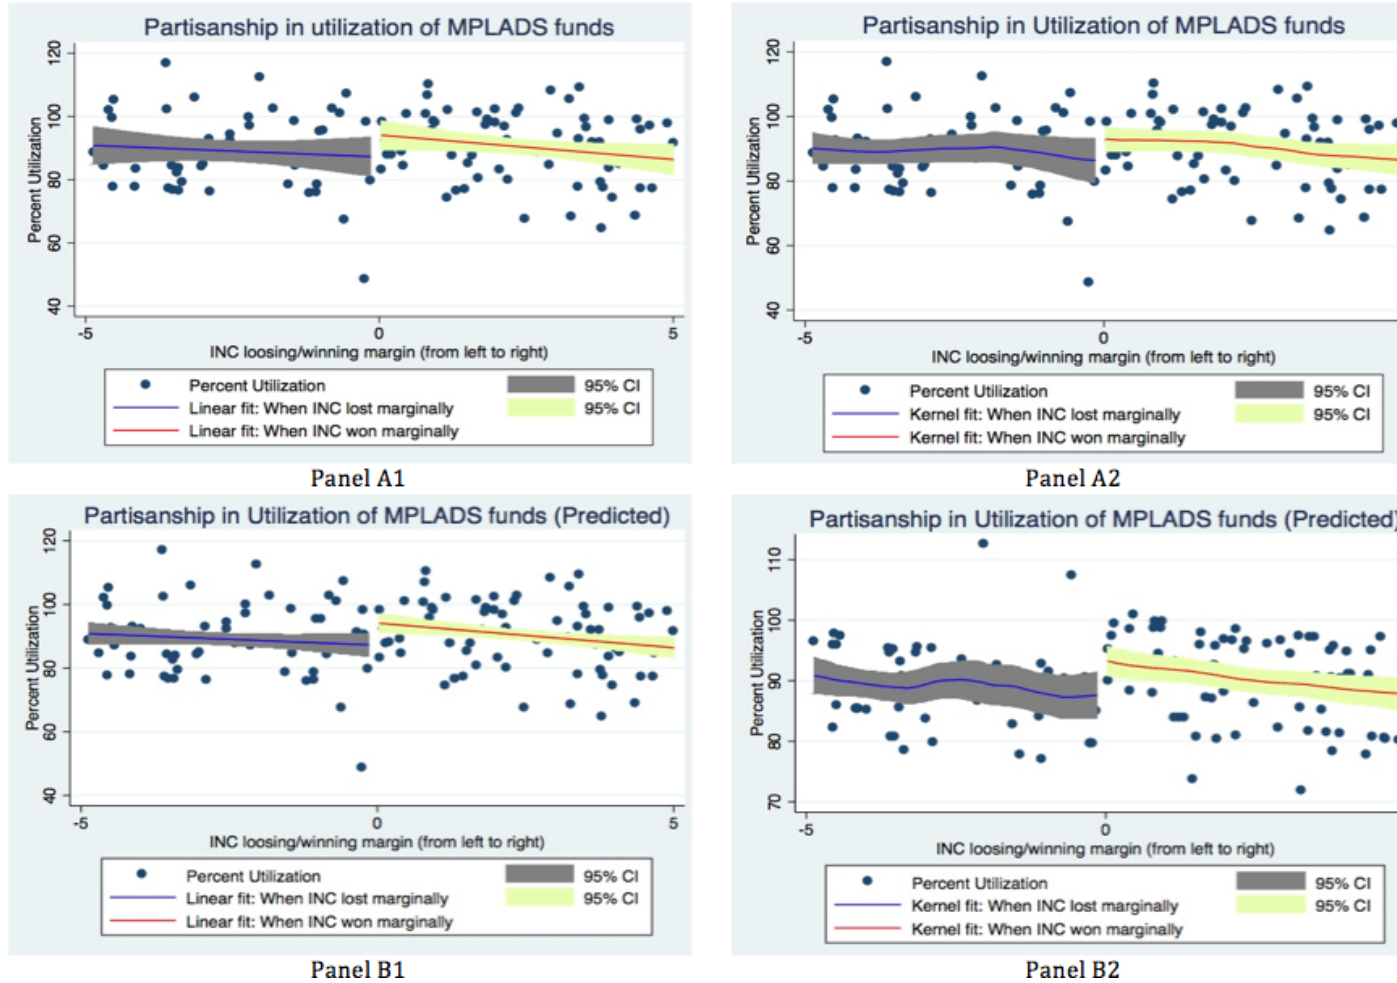 Partisanship in utilization of MPLADS funds
120
100
80
60
40
Percent Utilization
-5
0
5
INC loosing/winning margin (from left to right)
Percent Utilization
95% CI
Linear fit: When INC lost marginally
95% CI
Linear fit: When INC won marginally
Panel A1
Partisanship in Utilization of MPLADS funds
120
100
80
60
40
Percent Utilization
-5
0
INC loosing/winning margin (from left to right)
Percent Utilization
95% CI
Kernel fit: When INC lost marginally
95% CI
Kernel fit: When INC won marginally
Panel A2
Partisanship in Utilization of MPLADS funds (Predicted)
120
100
80
60
40
Percent Utilization
-5
0
5
INC loosing/winning margin (from left to right)
Percent Utilization
95% CI
Linear fit: When INC lost marginally
95% CI
Linear fit: When INC won marginally
Panel B1
Partisanship in Utilization of MPLADS funds (Predicted)
110
100
90
80
70
Percent Utilization
-5
0
INC loosing/winning margin (from left to right)
Percent Utilization
95% CI
Kernel fit: When INC lost marginally
95% CI
Kernel fit: When INC won marginally
Panel B2